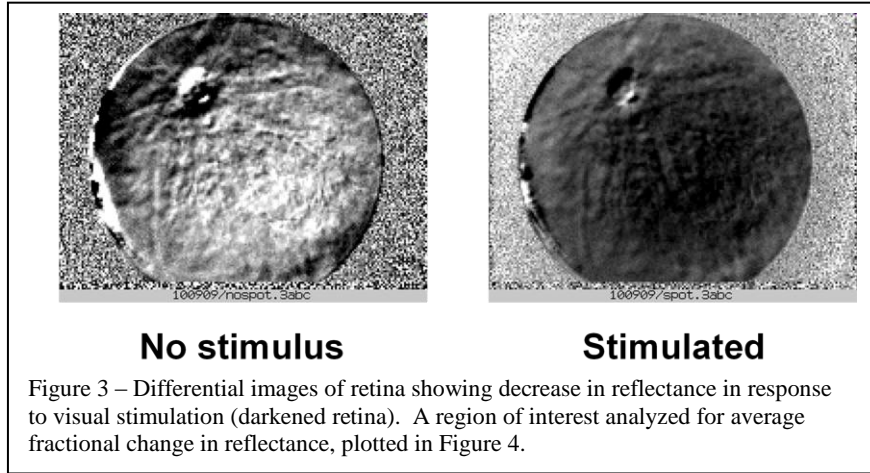 100909/nospot.3abc
100909/spot.3abc
No stimulus
Stimulated
Figure 3 – Differential images of retina showing decrease in reflectance in response
to visual stimulation (darkened retina).  A region of interest analyzed for average
fractional change in reflectance, plotted in Figure 4.